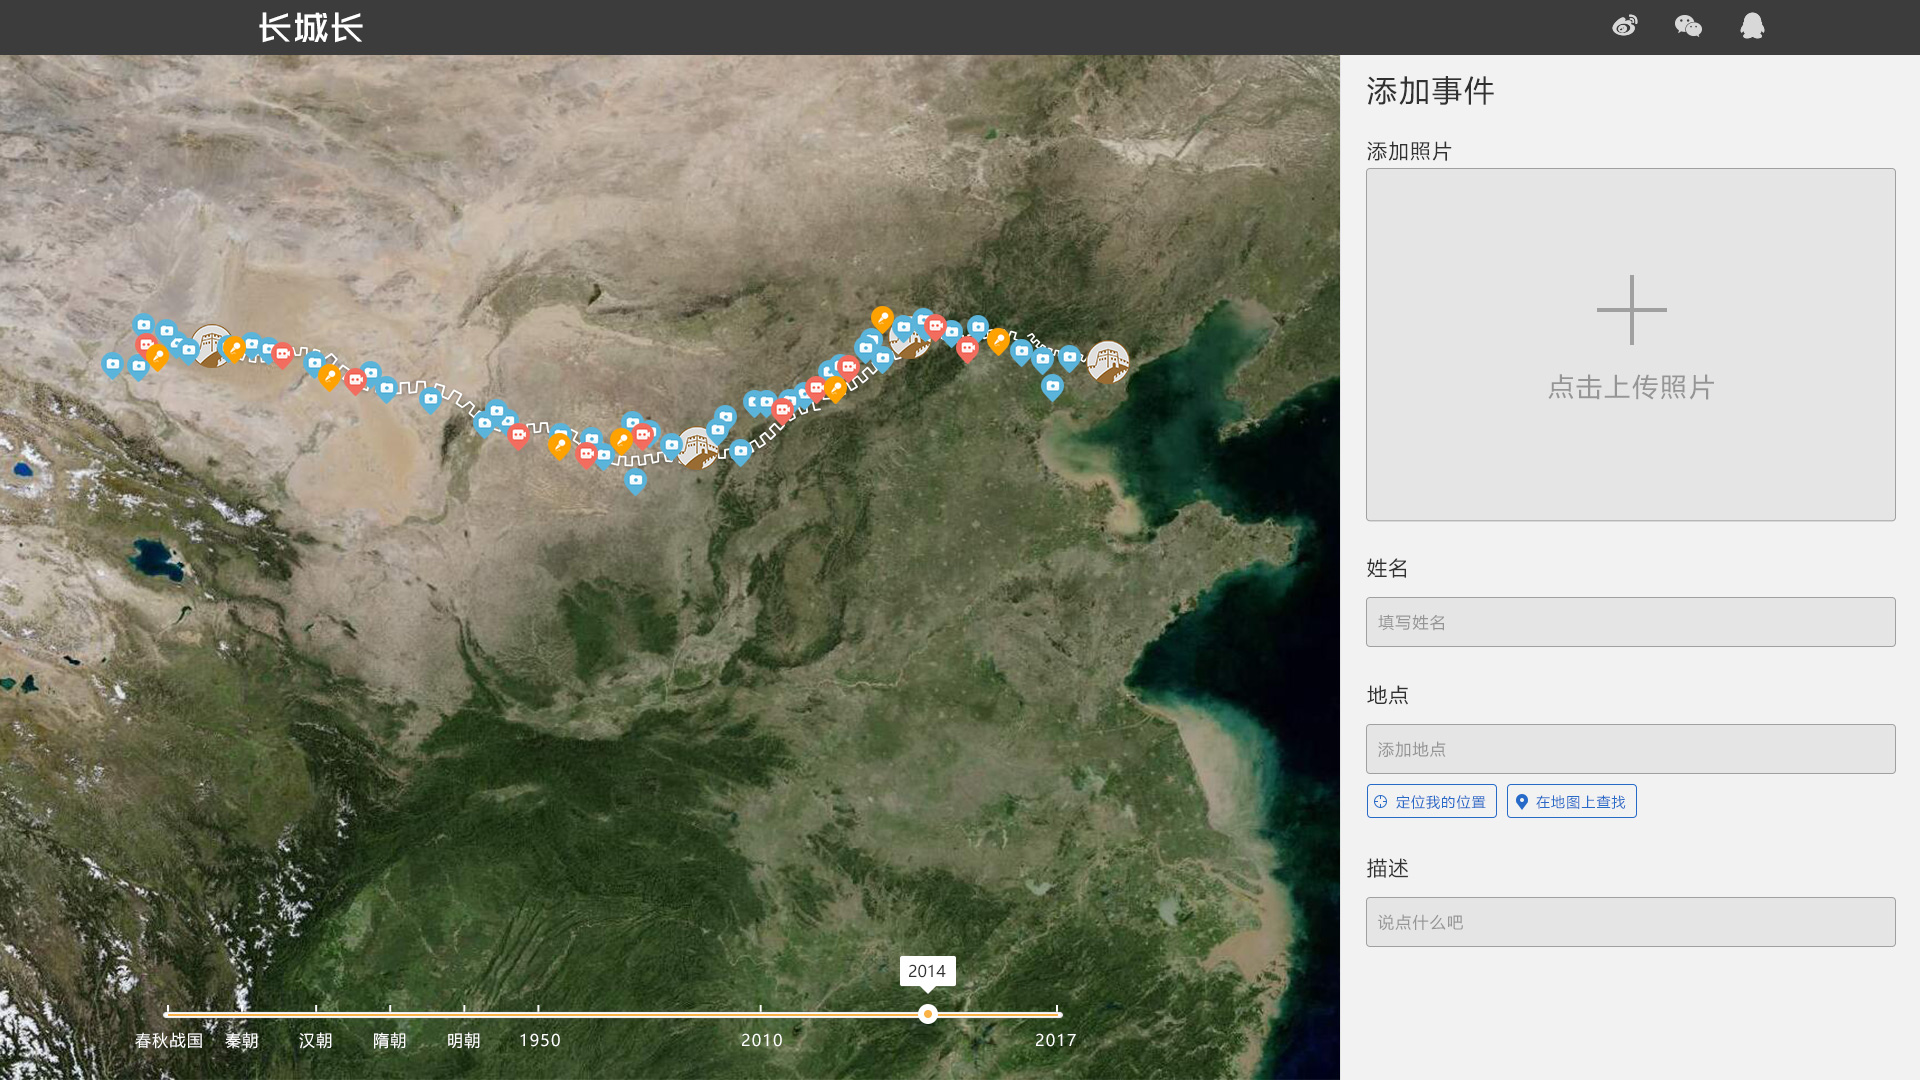 长城长
添加事件
添加照片
点击上传照片
姓名
填写姓名
地点
添加地点
定位我的位置
在地图上查找
描述
说点什么吧
2014
春秋战国 秦朝 汉朝 隋朝 明朝 1950 2010 2017